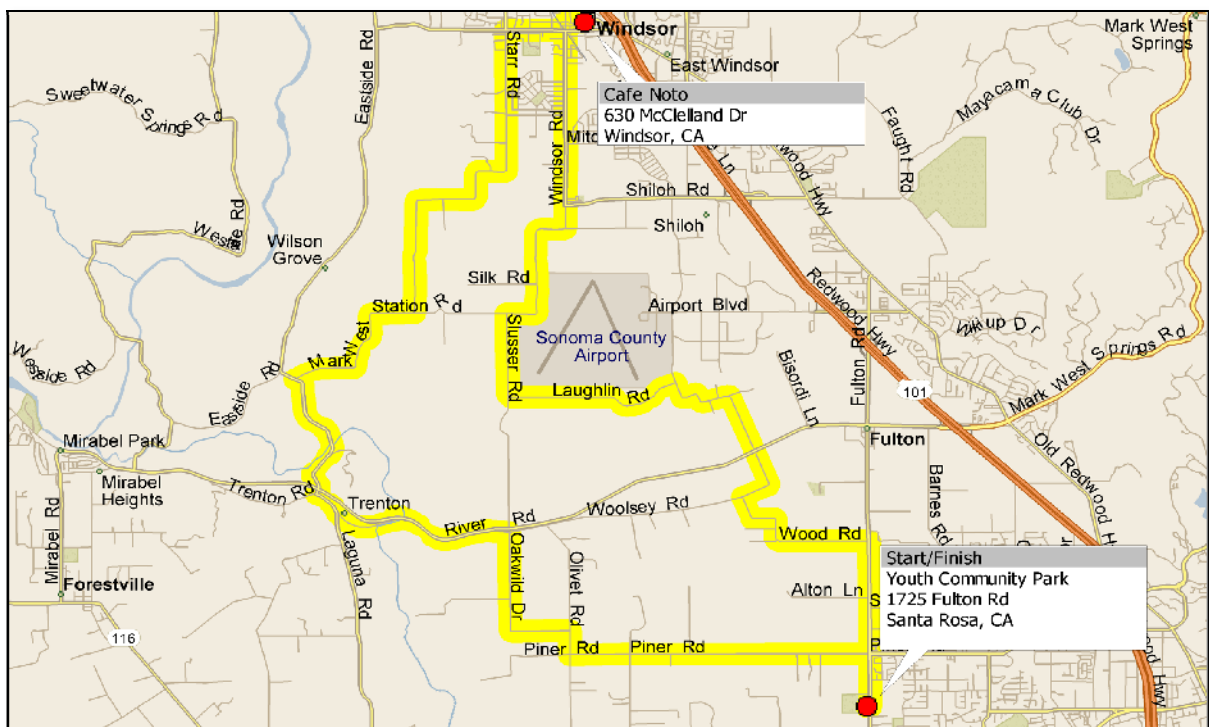 Windsor
Mark West
Springs
East Windsor
Starr Rd
Eastside Rd
Sweetwater Springs Rd
Cafe Noto
630 McClelland Dr
Windsor, CA
Mayacama Club Dr
Faught Rd
Windsor Rd
Shiloh Rd
Shiloh
Wilson
Grove
Silk Rd
Station Rd
Airport Blvd
Redwood Hwy
Wikup Dr
Slusser Rd
Sonoma County
Airport
Mark West
Westside Rd
Eastside Rd
Laughlin Rd
Bisordi Ln
Fulton Rd
101
Mark West Springs Rd
Mirabel Park
Fulton
Old Redwood
Mirabel
Heights
Trenton Rd
Trenton
River Rd
Woolsey Rd
Barnes Rd
Wood Rd
Mirabel Rd
Laguna Rd
Oakwild Dr
Olivet Rd
Forestville
Alton Ln
Start/Finish
Youth Community Park
1725 Fulton Rd
Santa Rosa, CA
116
Piner Rd
Piner Rd
Hwy